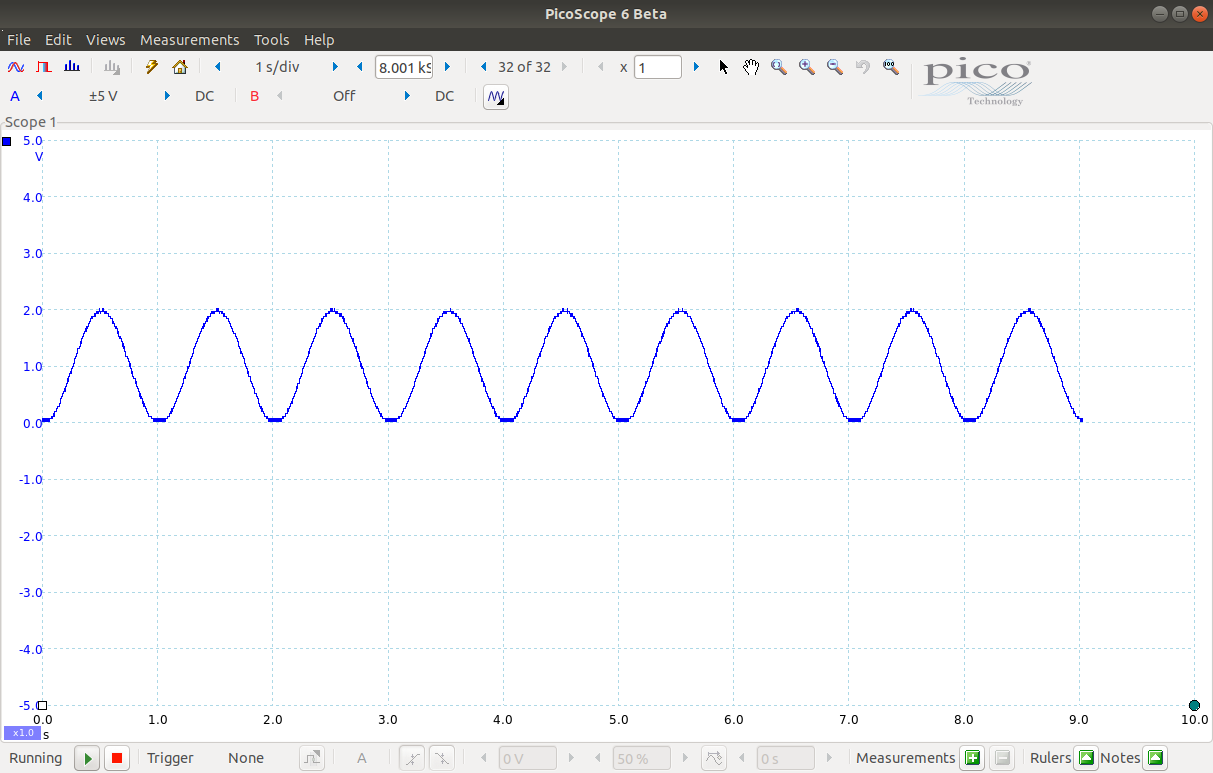 PicoScope 6 Beta
File Edit Views Measurements Tools Help
1 s/div 8.001 kS 32 of 32 x 1
A ±5 V DC B Off DC
pico
Technology
Scope 1
5.0
V
4.0
3.0
2.0
1.0
0.0
-1.0
-2.0
-3.0
-4.0
-5.0
0.0 1.0 2.0 3.0 4.0 5.0 6.0 7.0 8.0 9.0 10.0
x1.0 s
Running Trigger None A 0 V 50 % 0 s Measurements Rulers Notes